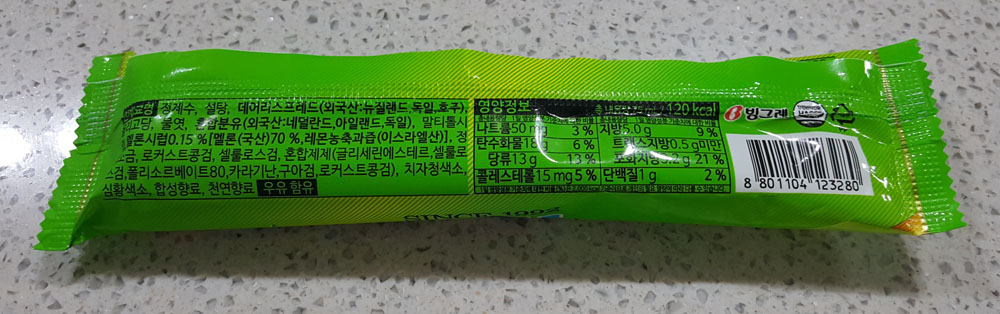 정제수, 설탕, 데어리스프레드(외국산:뉴질랜드,독일,호주),
물엿, 혼합분유(외국산:네덜란드,아일랜드,독일), 말티톨시
멜론시럽0.15 %[멜론(국산)70 %,레몬농축과즙(이스라엘산)], 정
로커스트콩검, 셀룰로스검, 혼합제제(글리세린에스테르,셀룰로
스검,폴리소르베이트80,카라기난,구아검,로커스트콩검), 치자청색소,
심황색소, 합성향료, 천연향료 우유 함유
영양정보 120 kcal
나트륨50 mg 3 % 지방5.0 g 9 %
탄수화물18 g 6 % 트랜스지방0.5 g미만
당류13 g 13 % 21 %
콜레스테롤15 mg 5 % 단백질1 g 2 %
빙그레
8 801104 123280
SINCE 1992